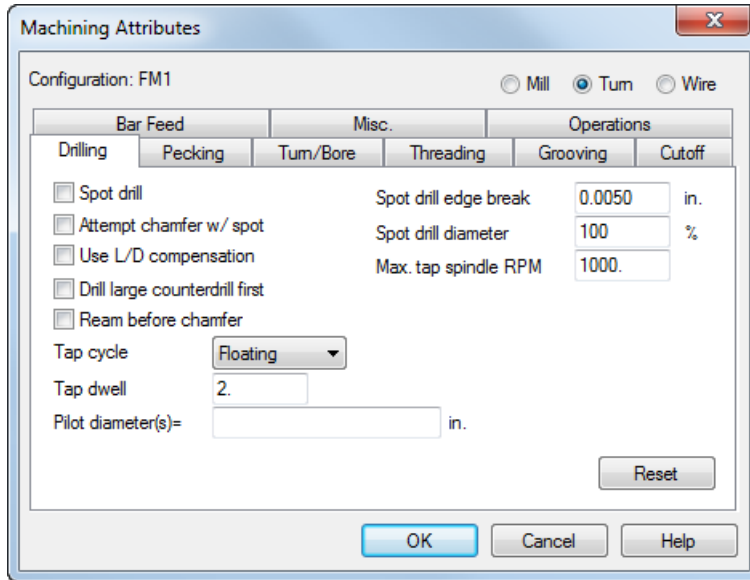 Machining Attributes
Configuration: FM1
Mill Turn Wire
Bar Feed Misc. Operations
Drilling Pecking Turn/Bore Threading Grooving Cutoff
Spot drill
Attempt chamfer w/ spot
Use L/D compensation
Drill large counterdrill first
Ream before chamfer
Spot drill edge break 0.0050 in.
Spot drill diameter 100 %
Max. tap spindle RPM 1000.
Tap cycle Floating
Tap dwell 2.
Pilot diameter(s)= in.
Reset
OK Cancel Help